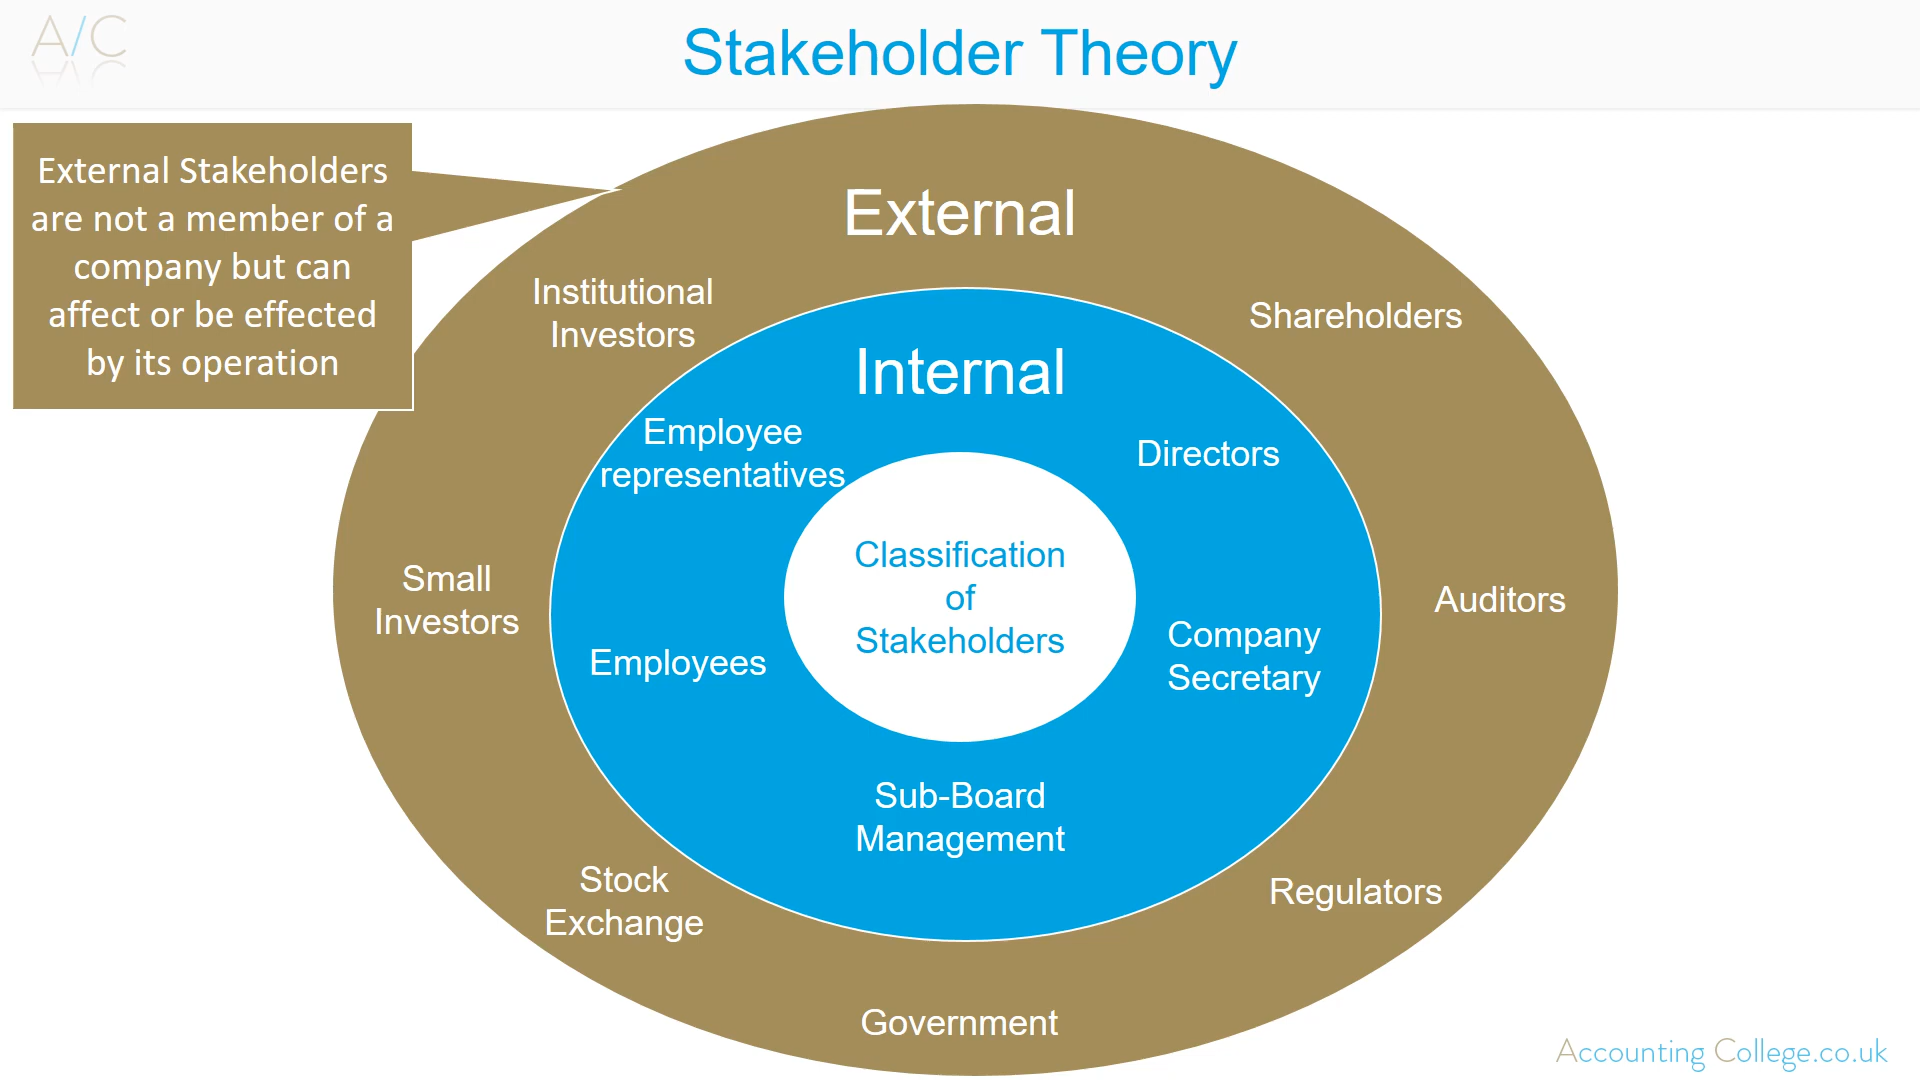 A/C
Stakeholder Theory
External Stakeholders
are not a member of a
company but can
affect or be effected
by its operation
External
Institutional
Investors
Shareholders
Internal
Employee
representatives
Directors
Classification
of
Stakeholders
Small
Investors
Auditors
Employees
Company
Secretary
Sub-Board
Management
Stock
Exchange
Regulators
Government
Accounting College.co.uk